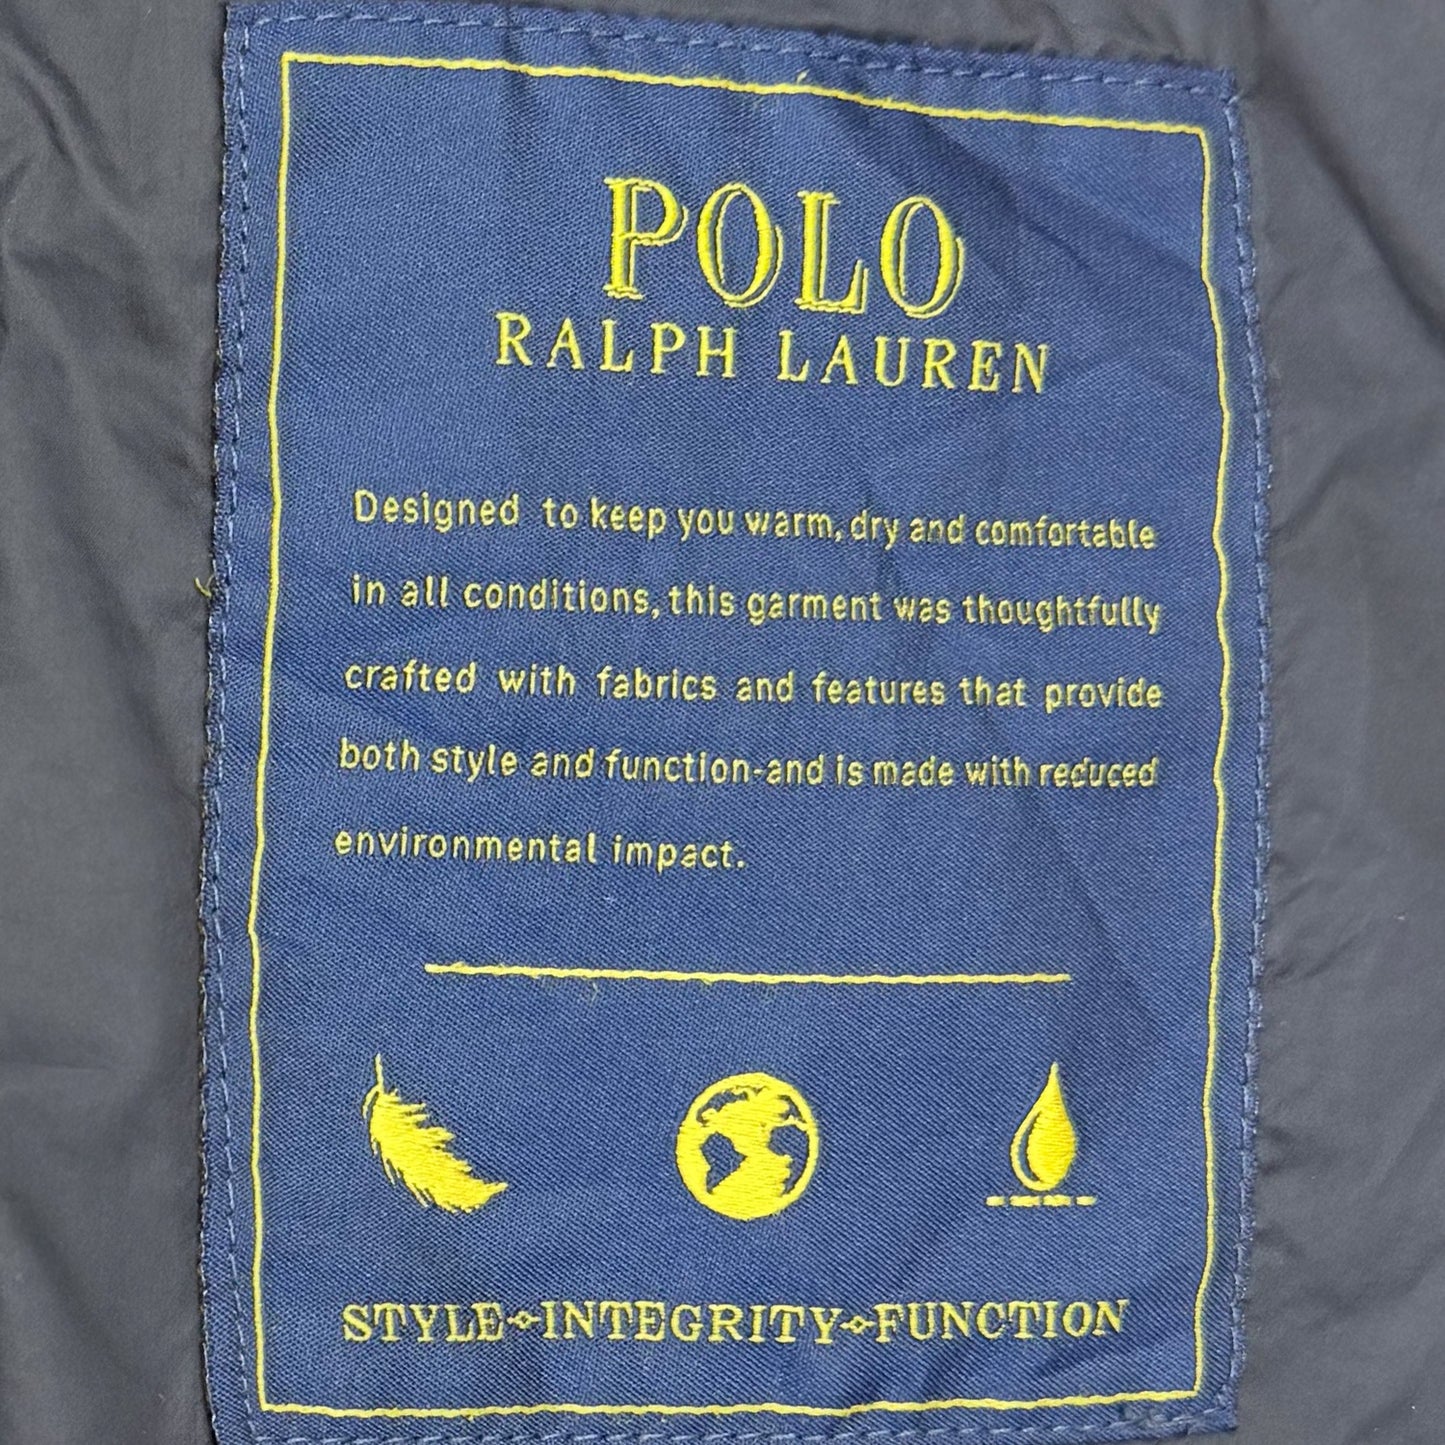 POLO
RALPH LAUREN
Designed to keep you warm, dry and comfortable
in all conditions, this garment was thoughtfully
crafted with fabrics and features that provide
both style and function-and is made with reduced
environmental impact.
STYLE⋄INTEGRITY⋄FUNCTION